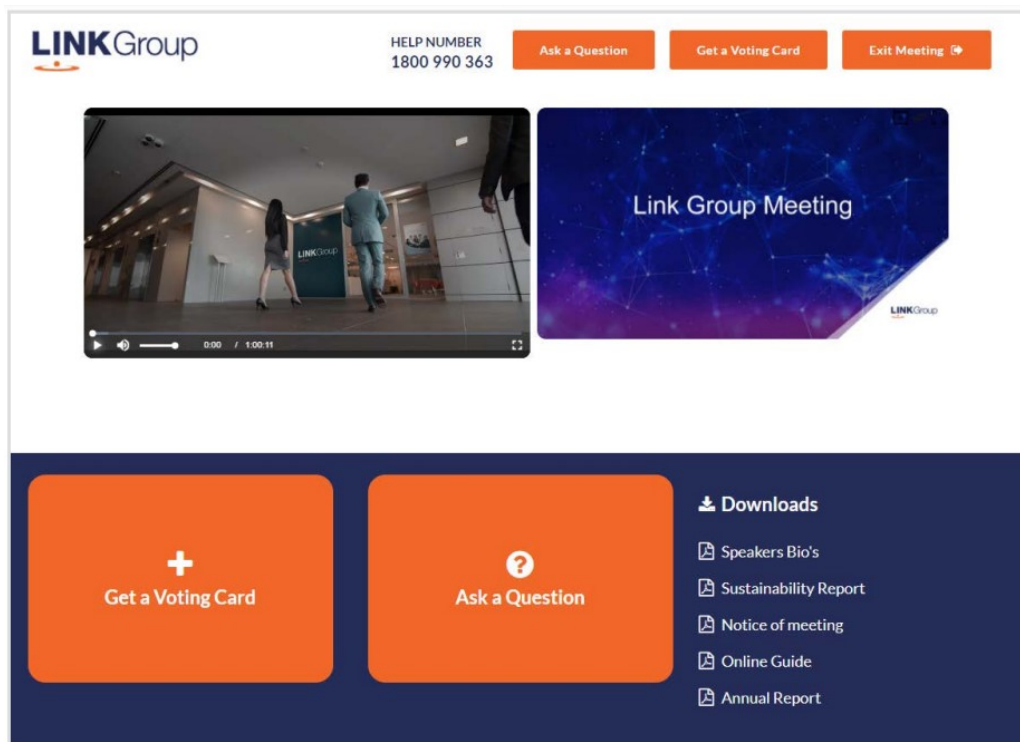 LINKGroup
HELP NUMBER
1800 990 363
Ask a Question
Get a Voting Card
Exit Meeting
LINKGroup
0:00 / 1:00:11
Link Group Meeting
LINKGroup
Get a Voting Card
Ask a Question
Downloads
Speakers Bio's
Sustainability Report
Notice of meeting
Online Guide
Annual Report